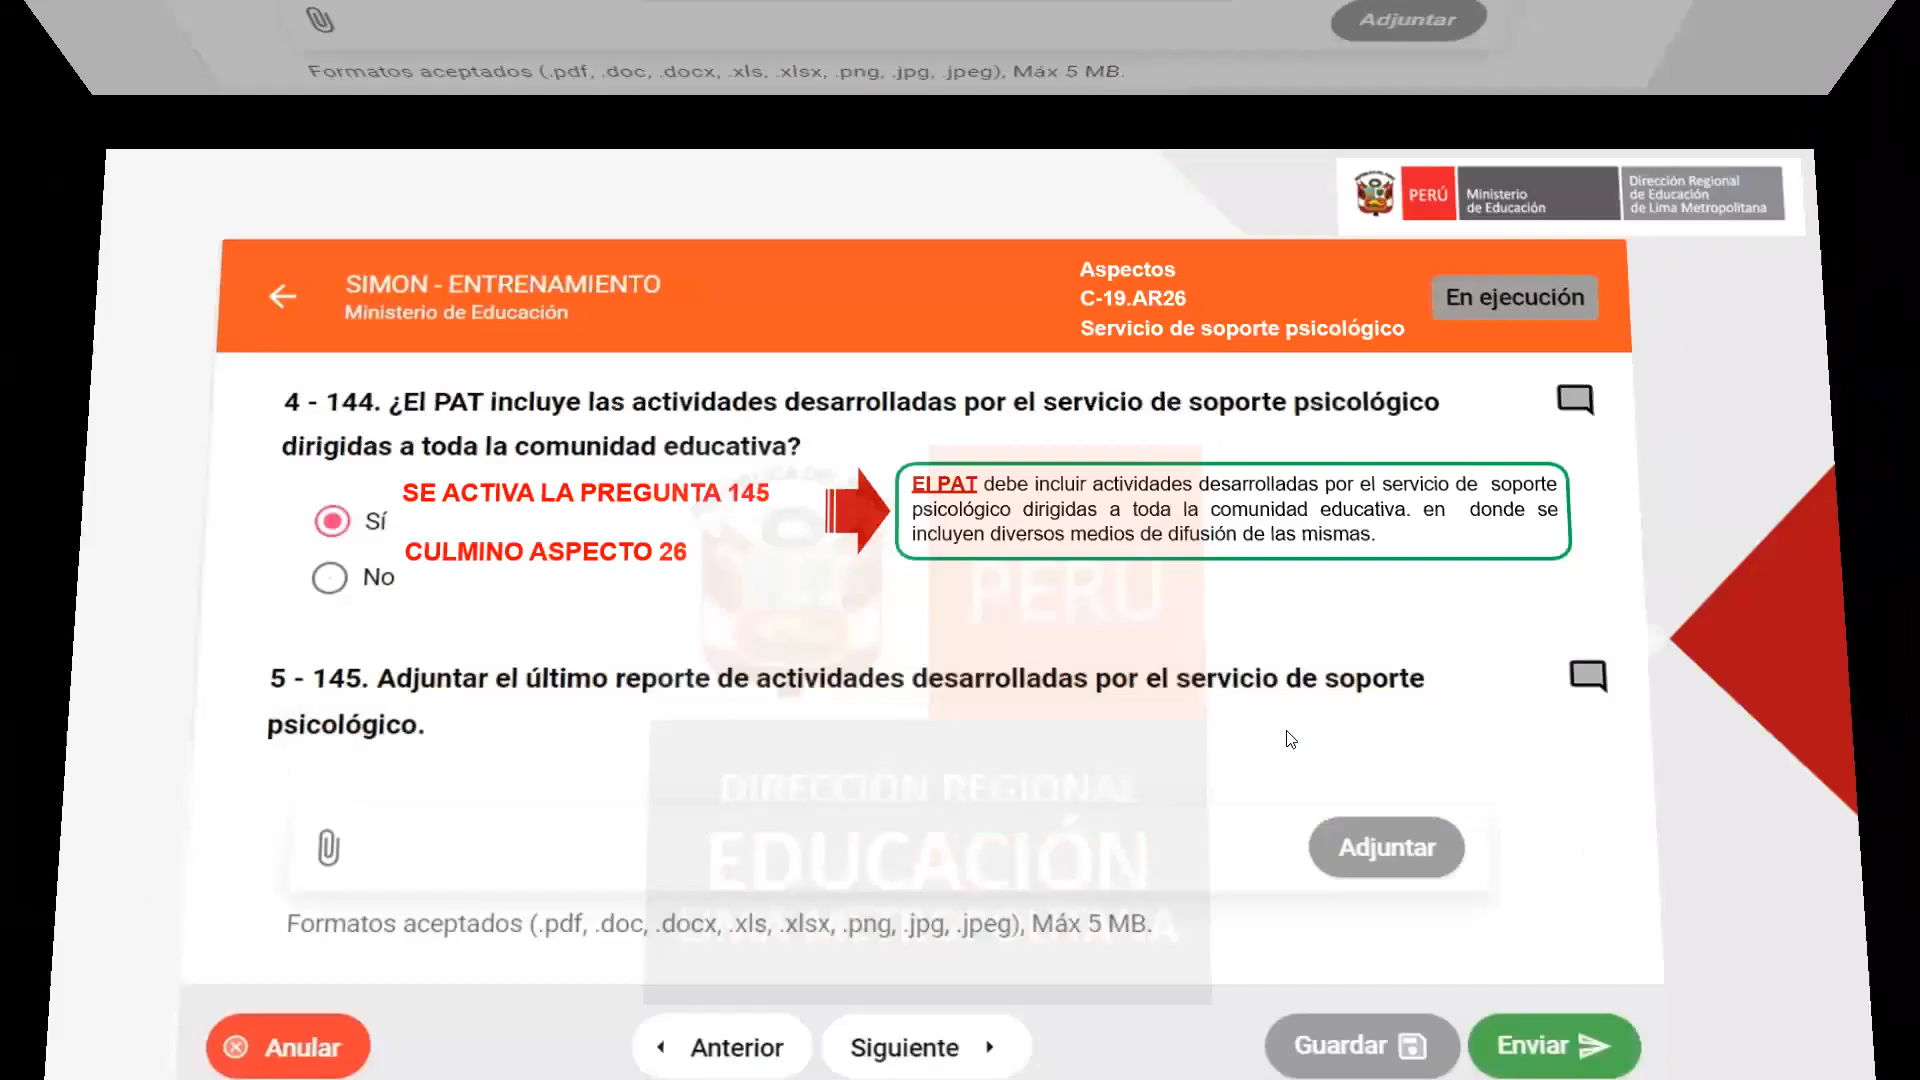 Adjuntar
Formatos aceptados (.pdf, .doc, .docx, .xls, .xlsx, .png, .jpg, .jpeg), Máx 5 MB.
PERÚ
Ministerio
de Educación
Dirección Regional
de Educación
de Lima Metropolitana
SIMON - ENTRENAMIENTO
Ministerio de Educación
Aspectos
C-19.AR26
Servicio de soporte psicológico
En ejecución
4 - 144. ¿El PAT incluye las actividades desarrolladas por el servicio de soporte psicológico
dirigidas a toda la comunidad educativa?
SE ACTIVA LA PREGUNTA 145
Sí
CULMINO ASPECTO 26
No
El PAT debe incluir actividades desarrolladas por el servicio de soporte
psicológico dirigidas a toda la comunidad educativa. en donde se
incluyen diversos medios de difusión de las mismas.
PERÚ
5 - 145. Adjuntar el último reporte de actividades desarrolladas por el servicio de soporte
psicológico.
DIRECCIÓN REGIONAL
EDUCACIÓN
Adjuntar
Formatos aceptados (.pdf, .doc, .docx, .xls, .xlsx, .png, .jpg, .jpeg), Máx 5 MB.
Anular
Anterior
Siguiente
Guardar
Enviar